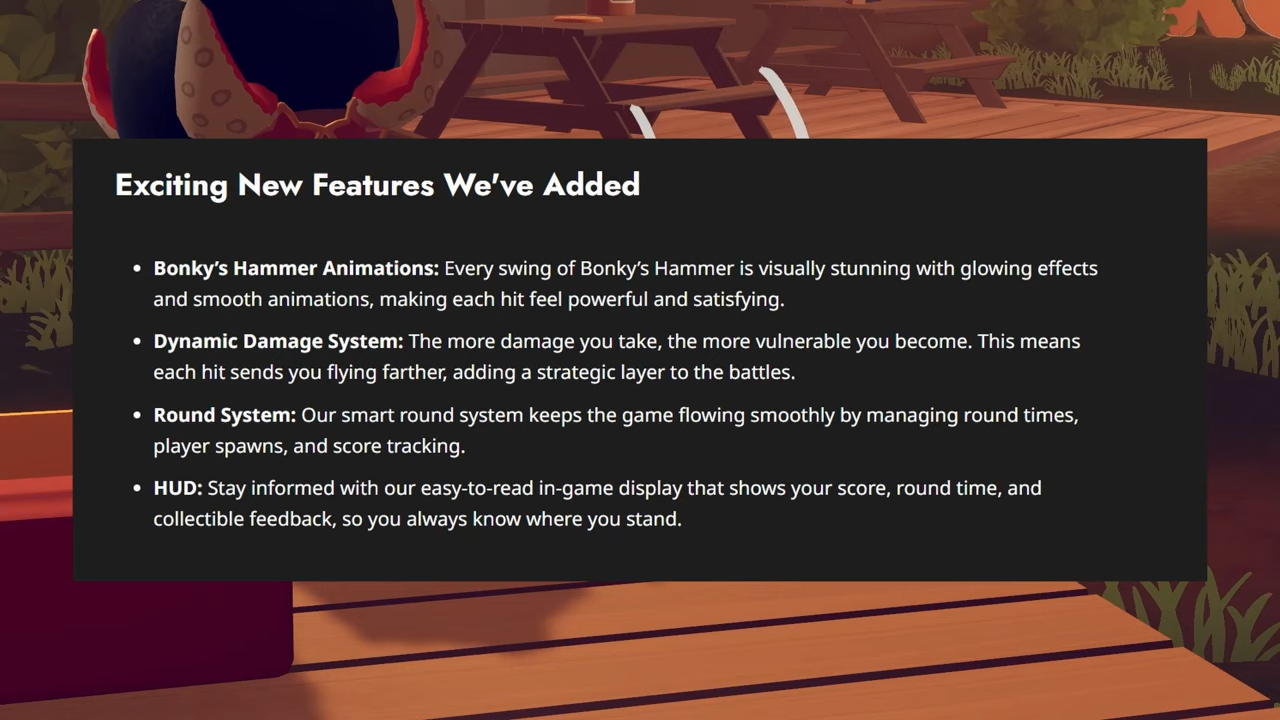 Exciting New Features We've Added
• Bonky’s Hammer Animations: Every swing of Bonky’s Hammer is visually stunning with glowing effects
and smooth animations, making each hit feel powerful and satisfying.
• Dynamic Damage System: The more damage you take, the more vulnerable you become. This means
each hit sends you flying farther, adding a strategic layer to the battles.
• Round System: Our smart round system keeps the game flowing smoothly by managing round times,
player spawns, and score tracking.
• HUD: Stay informed with our easy-to-read in-game display that shows your score, round time, and
collectible feedback, so you always know where you stand.